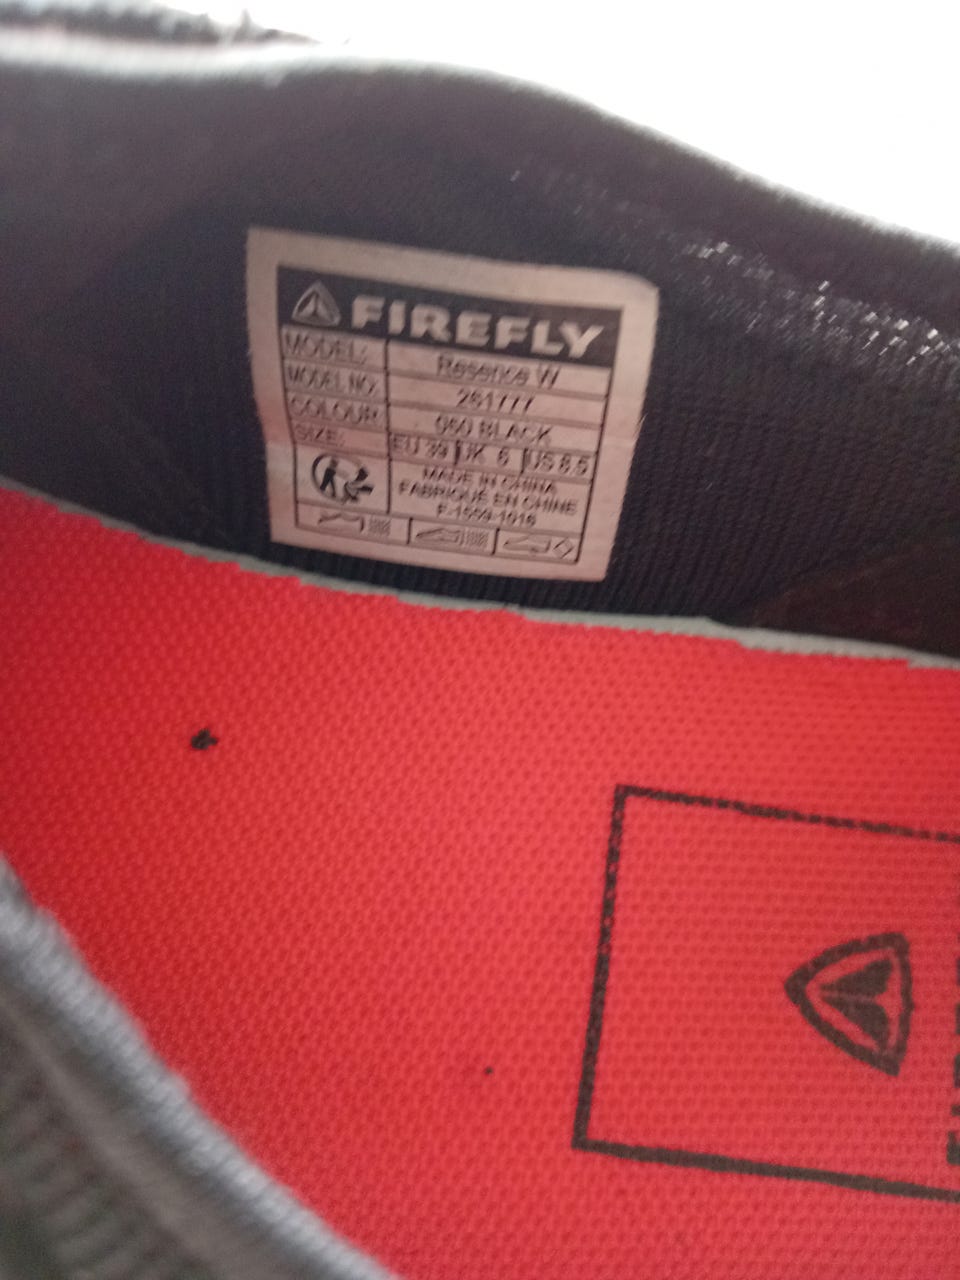 FIREFLY
MODEL: Resence W
MODEL NO: 261777
COLOUR 050 BLACK
SIZE: EU 39 UK 6 US 8.5
MADE IN CHINA
FABRIQUÉ EN CHINE